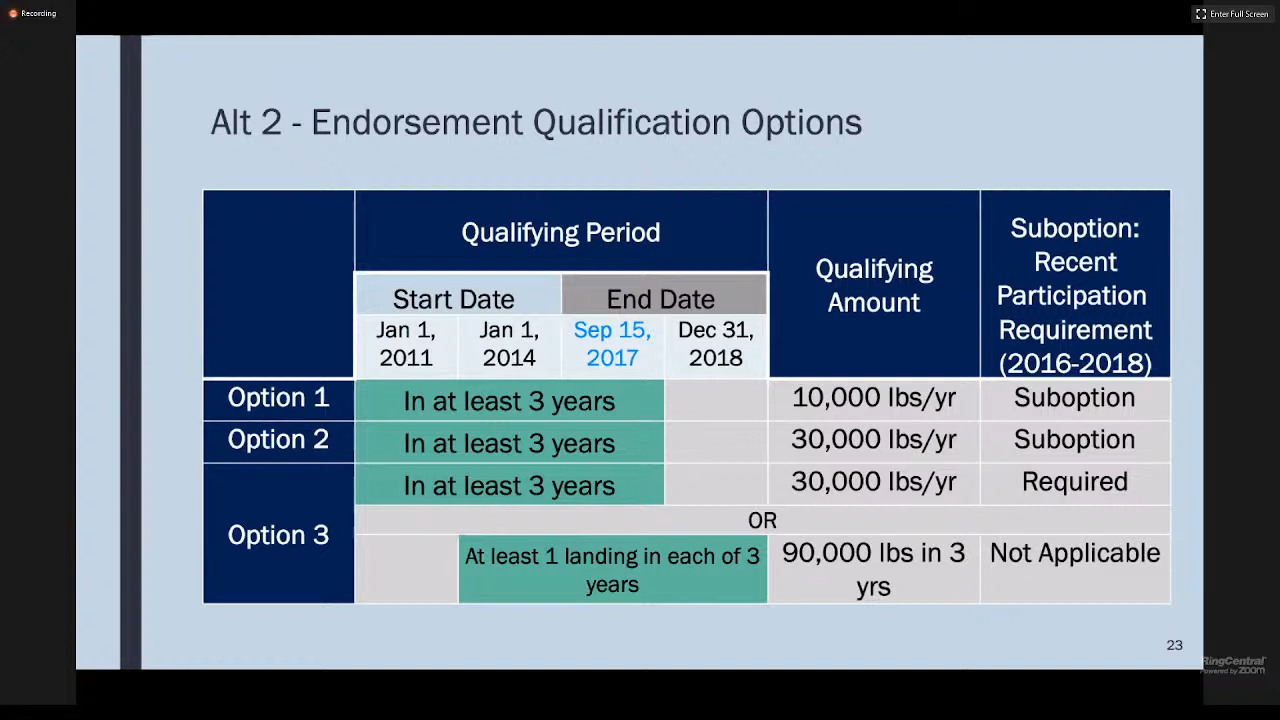 Recording
Enter Full Screen
Alt 2 - Endorsement Qualification Options
Qualifying Period
Qualifying
Amount
Suboption:
Recent
Participation
Requirement
(2016-2018)
Start Date
End Date
Jan 1,
2011
Jan 1,
2014
Sep 15,
2017
Dec 31,
2018
Option 1
In at least 3 years
10,000 lbs/yr
Suboption
Option 2
In at least 3 years
30,000 lbs/yr
Suboption
Option 3
In at least 3 years
30,000 lbs/yr
Required
OR
At least 1 landing in each of 3
years
90,000 lbs in 3
yrs
Not Applicable
23
RingCentral
Powered by zoom